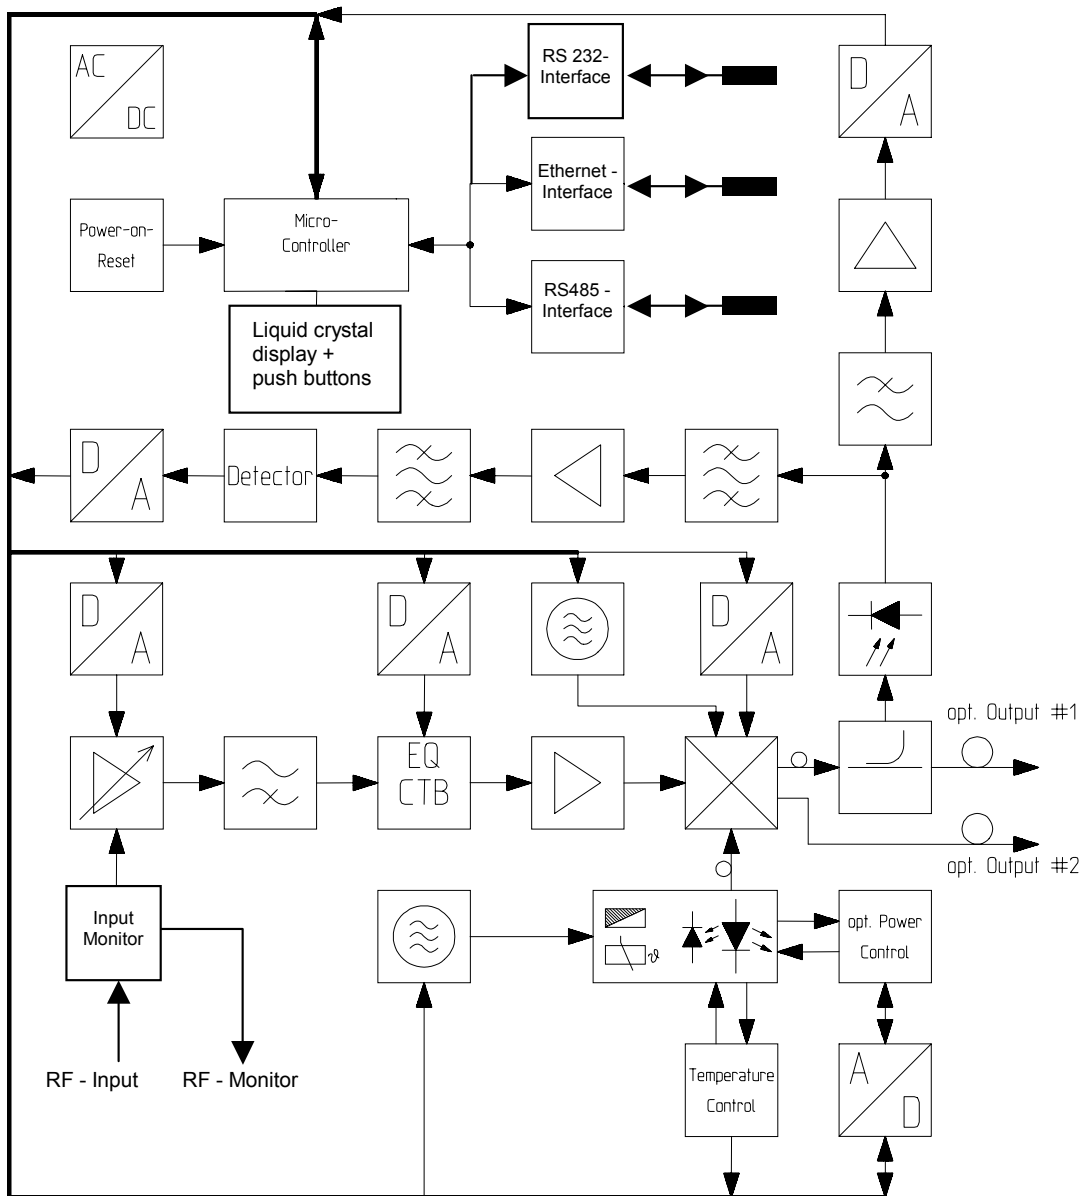 AC
DC
RS 232-
Interface
D
A
Ethernet -
Interface
Power-on-
Reset
Micro-
Controller
RS485 -
Interface
Liquid crystal
display +
push buttons
D
A
Detector
D
A
D
A
D
A
EQ
CTB
opt. Output #1
opt. Output #2
Input
Monitor
opt. Power
Control
ϑ
RF - Input
RF - Monitor
Temperature
Control
A
D